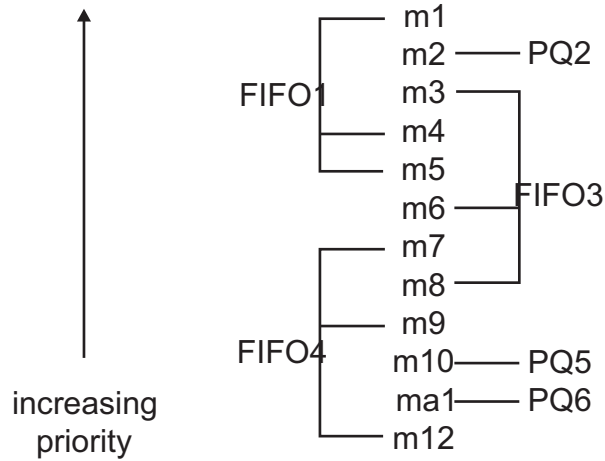 m1
m2 PQ2
FIFO1 m3
m4
m5
m6 FIFO3
m7
m8
m9
FIFO4 m10 PQ5
ma1 PQ6
m12
increasing
priority